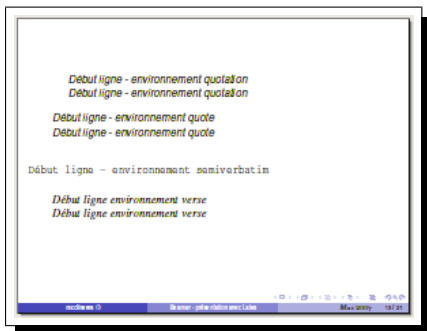 Début ligne - environnement quotation
Début ligne - environnement quotation
Début ligne - environnement quote
Début ligne - environnement quote
Début ligne - environnement semiverbatim
Début ligne environnement verse
Début ligne environnement verse
Beamer - présentation avec Latex